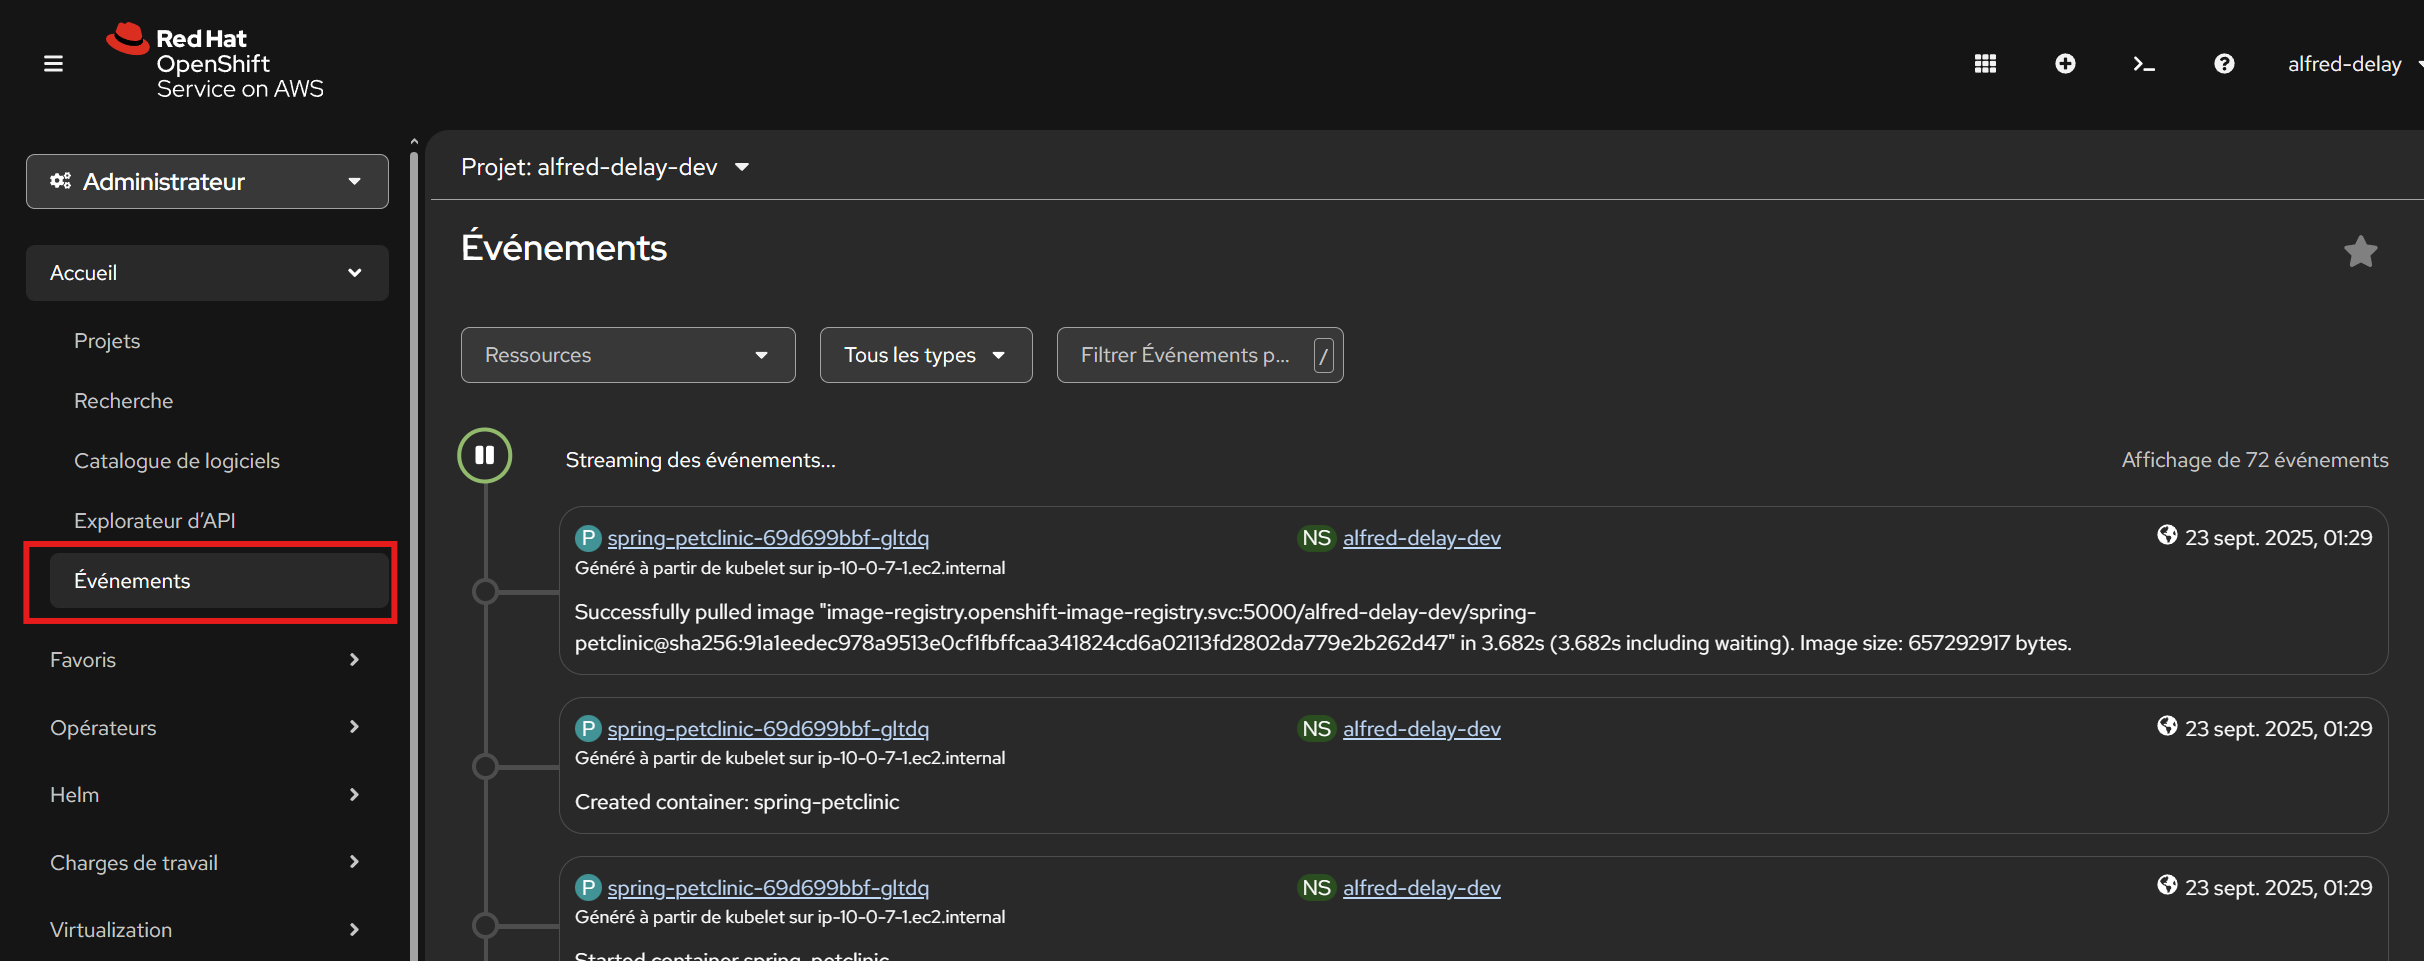 Red Hat
OpenShift
Service on AWS
alfred-delay
Administrateur
Accueil
Projets
Recherche
Catalogue de logiciels
Explorateur d’API
Événements
Favoris
Opérateurs
Helm
Charges de travail
Virtualization
Projet: alfred-delay-dev
Événements
Ressources
Tous les types
Filtrer Événements p... /
Streaming des événements...
Affichage de 72 événements
P spring-petclinic-69d699bbf-gltdq NS alfred-delay-dev 23 sept. 2025, 01:29
Généré à partir de kubelet sur ip-10-0-7-1.ec2.internal
Successfully pulled image "image-registry.openshift-image-registry.svc:5000/alfred-delay-dev/spring-
petclinic@sha256:91a1eedec978a9513e0cf1fbffcaa341824cd6a02113fd2802da779e2b262d47" in 3.682s (3.682s including waiting). Image size: 657292917 bytes.
P spring-petclinic-69d699bbf-gltdq NS alfred-delay-dev 23 sept. 2025, 01:29
Généré à partir de kubelet sur ip-10-0-7-1.ec2.internal
Created container: spring-petclinic
P spring-petclinic-69d699bbf-gltdq NS alfred-delay-dev 23 sept. 2025, 01:29
Généré à partir de kubelet sur ip-10-0-7-1.ec2.internal
Started container spring-petclinic